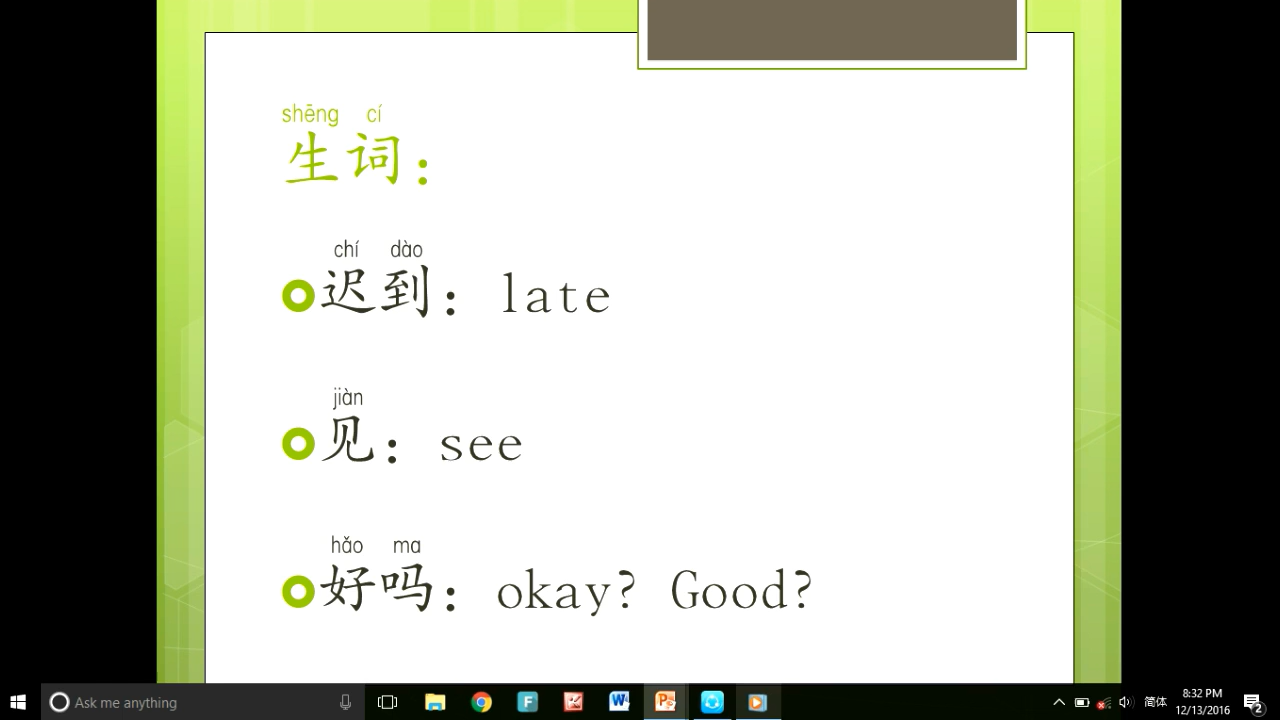 shēng cí
生词：
chí dào
迟到：late
jiàn
见：see
hǎo ma
好吗：okay? Good?
Ask me anything
简体
8:32 PM
12/13/2016
2